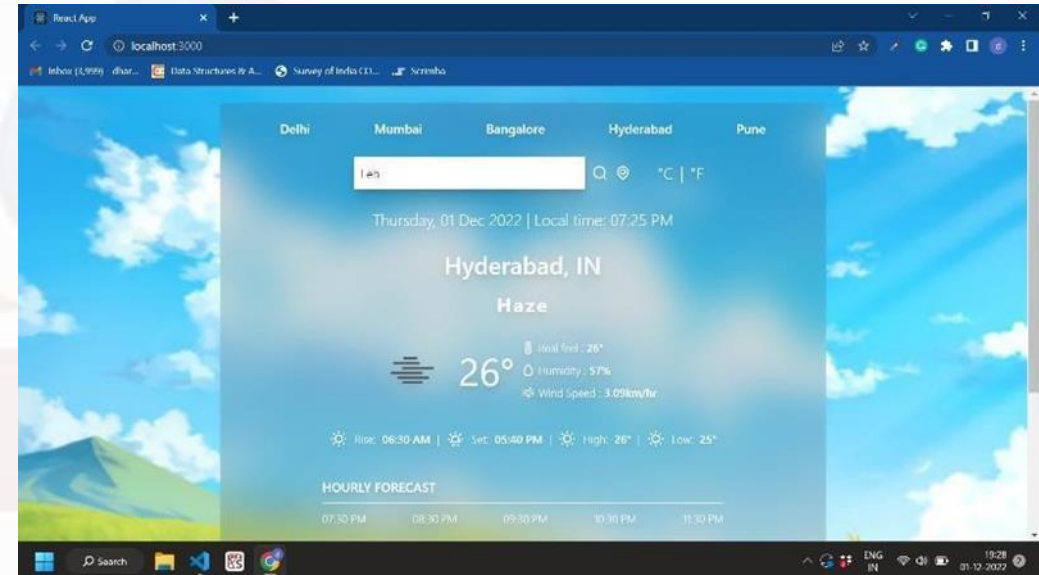 React App
localhost:3000
Inbox (3,999) - dhar... Data Structures & A... Survey of India (CO... Scrimba
Delhi Mumbai Bangalore Hyderabad Pune
Leh °C | °F
Thursday, 01 Dec 2022 | Local time: 07:25 PM
Hyderabad, IN
Haze
26°
Real feel : 26°
Humidity : 57%
Wind Speed : 3.09km/hr
Rise: 06:30 AM | Set: 05:40 PM | High: 26° | Low: 25°
HOURLY FORECAST
07:30 PM 08:30 PM 09:30 PM 10:30 PM 11:30 PM
Search ENG IN 19:28 01-12-2022